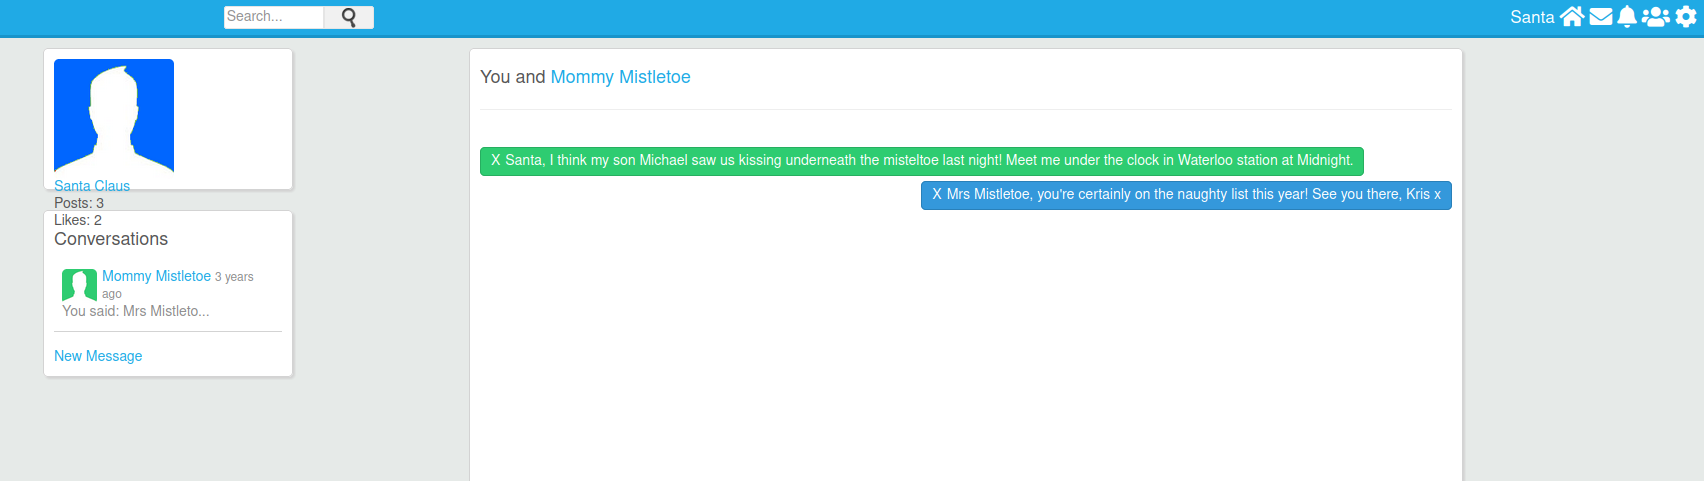 Search...
Santa
Santa Claus
Posts: 3
Likes: 2
Conversations
Mommy Mistletoe 3 years
ago
You said: Mrs Mistleto...
New Message
You and Mommy Mistletoe
X Santa, I think my son Michael saw us kissing underneath the misteltoe last night! Meet me under the clock in Waterloo station at Midnight.
X Mrs Mistletoe, you're certainly on the naughty list this year! See you there, Kris x